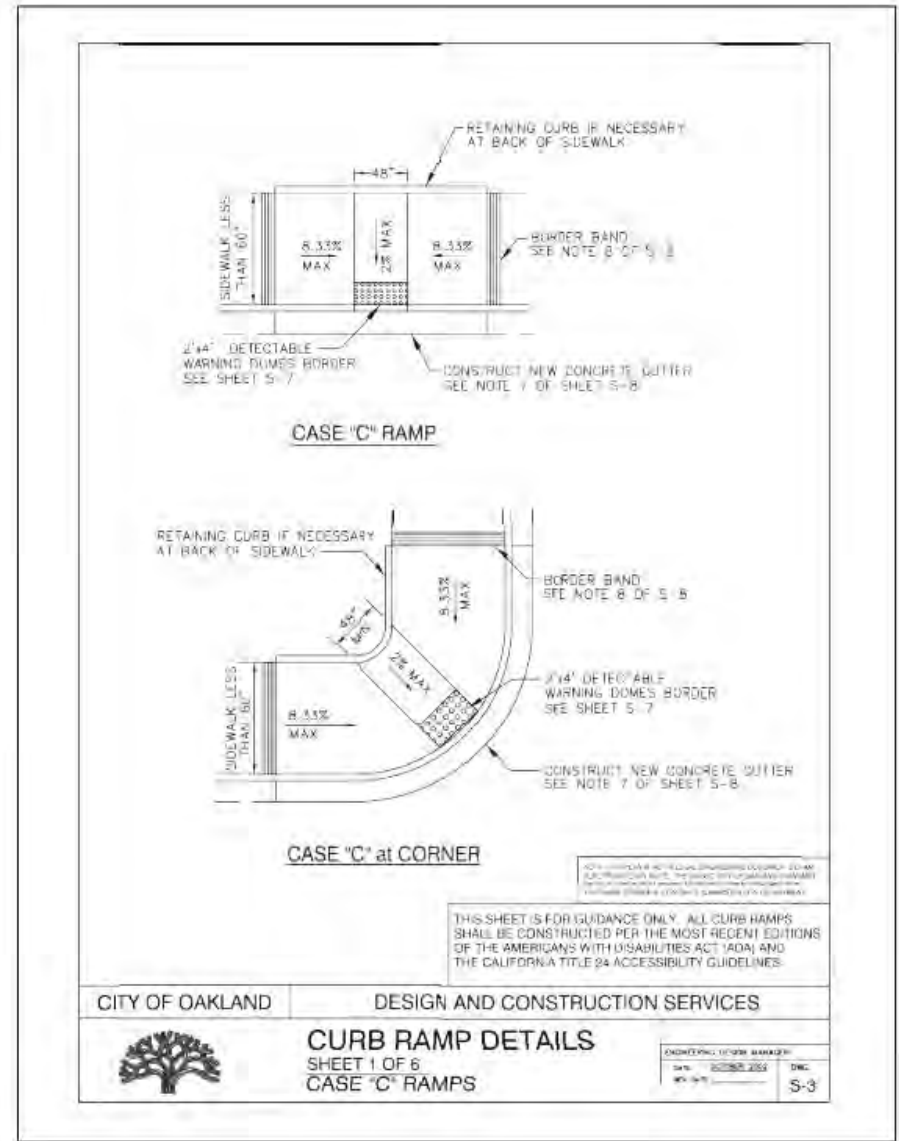 RETAINING CURB IF NECESSARY
AT BACK OF SIDEWALK
48"
SIDEWALK LESS
THAN 60"
8.33%
MAX
2% MAX
8.33%
MAX
BORDER BAND
SEE NOTE 8 OF S-8
2'x4' DETECTABLE
WARNING DOMES BORDER
SEE SHEET S-7
CONSTRUCT NEW CONCRETE GUTTER
SEE NOTE 7 OF SHEET S-8
CASE "C" RAMP
RETAINING CURB IF NECESSARY
AT BACK OF SIDEWALK
BORDER BAND
SEE NOTE 8 OF S-8
8.33%
MAX
48"
MIN
2% MAX
2'x4' DETECTABLE
WARNING DOMES BORDER
SEE SHEET S-7
SIDEWALK LESS
THAN 60"
8.33%
MAX
CONSTRUCT NEW CONCRETE GUTTER
SEE NOTE 7 OF SHEET S-8
CASE "C" at CORNER
THIS SHEET IS FOR GUIDANCE ONLY. ALL CURB RAMPS
SHALL BE CONSTRUCTED PER THE MOST RECENT EDITIONS
OF THE AMERICANS WITH DISABILITIES ACT (ADA) AND
THE CALIFORNIA TITLE 24 ACCESSIBILITY GUIDELINES
CITY OF OAKLAND
DESIGN AND CONSTRUCTION SERVICES
CURB RAMP DETAILS
SHEET 1 OF 6
CASE "C" RAMPS
ENGINEERING DESIGN MANAGER
DATE OCTOBER
DWG
REV DATE
S-3